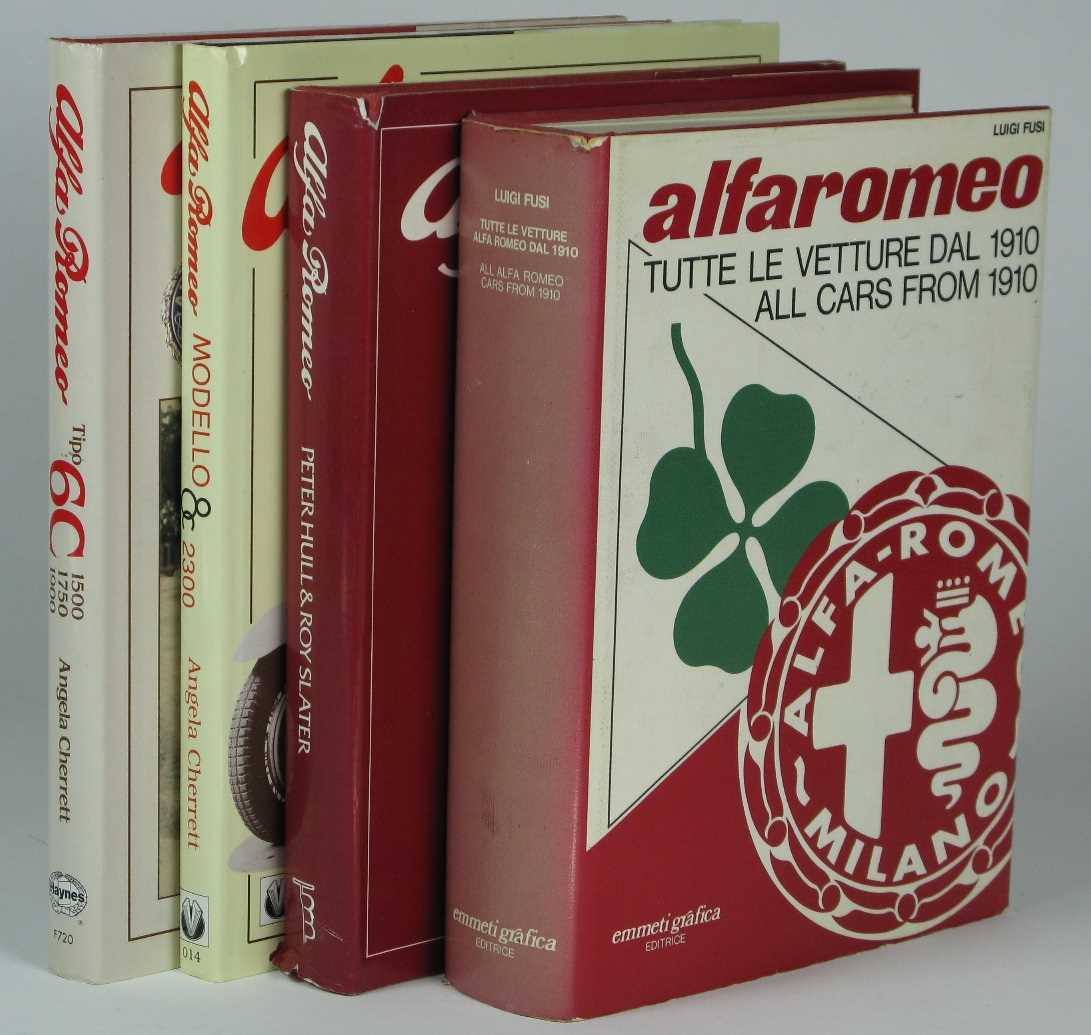 Alfa Romeo
Tipo
6C
1500
1750
1900
Angela Cherrett
Haynes
®
F720
Alfa Romeo
MODELLO
8C
2300
Angela Cherrett
014
Alfa Romeo
PETER HULL & ROY SLATER
LUIGI FUSI
TUTTE LE VETTURE
ALFA ROMEO DAL 1910
ALL ALFA ROMEO
CARS FROM 1910
emmeti gráfica
EDITRICE
LUIGI FUSI
alfaromeo
TUTTE LE VETTURE DAL 1910
ALL CARS FROM 1910
ALFA-ROME
MILANO
emmeti gráfica
EDITRICE